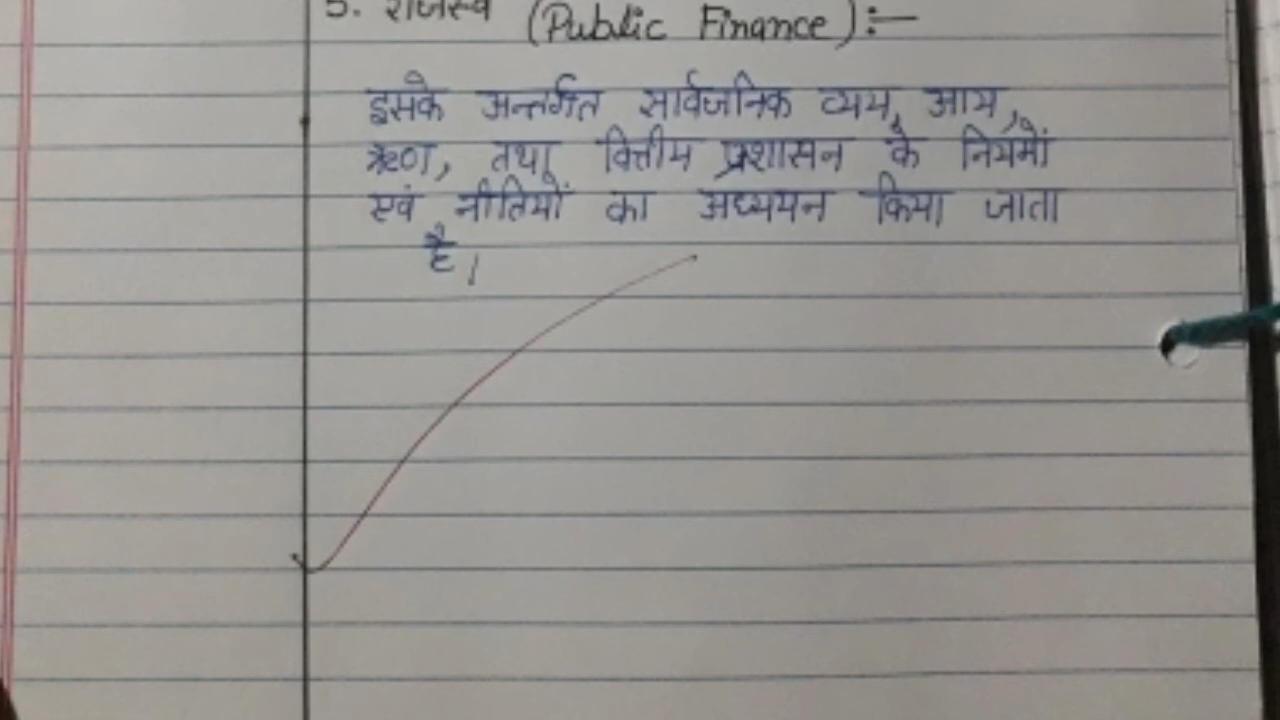 5. राजस्व (Public Finance):—
इसके अन्तर्गत सार्वजनिक व्यय, आय,
ऋण, तथा वित्तीय प्रशासन के नियमों
एवं नीतियों का अध्ययन किया जाता
है।